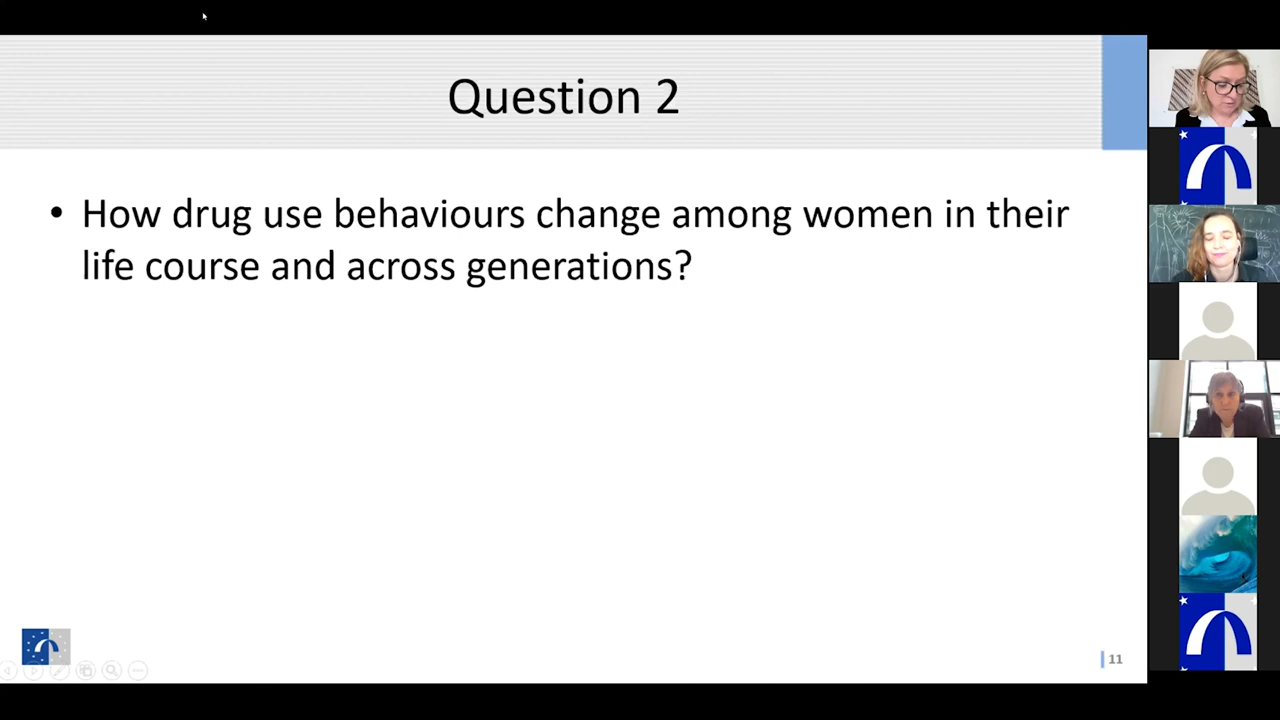 Question 2
• How drug use behaviours change among women in their
life course and across generations?
11